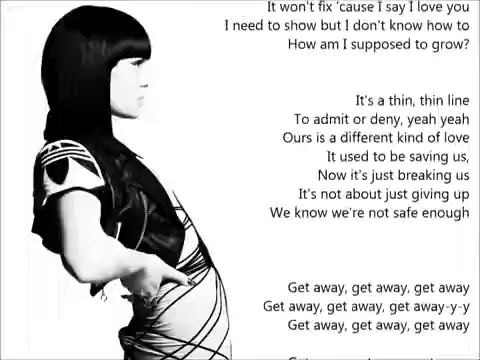 It won't fix 'cause I say I love you
I need to show but I don't know how to
How am I supposed to grow?
It's a thin, thin line
To admit or deny, yeah yeah
Ours is a different kind of love
It used to be saving us,
Now it's just breaking us
It's not about just giving up
We know we're not safe enough
Get away, get away, get away
Get away, get away, get away-y-y
Get away, get away, get away